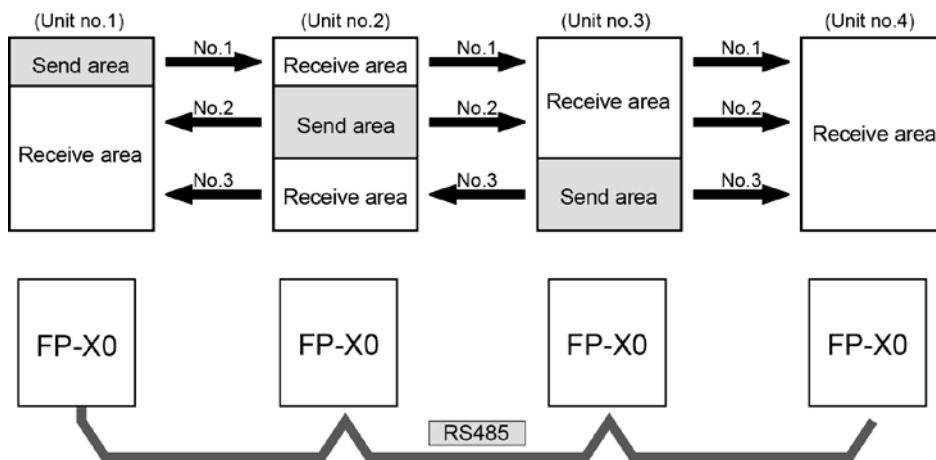 (Unit no.1) (Unit no.2) (Unit no.3) (Unit no.4)
Send area No.1 Receive area No.1 No.1
Receive area
No.2 Send area No.2 No.2
Receive area Receive area
No.3 Receive area No.3 Send area No.3
FP-X0 FP-X0 FP-X0 FP-X0
RS485